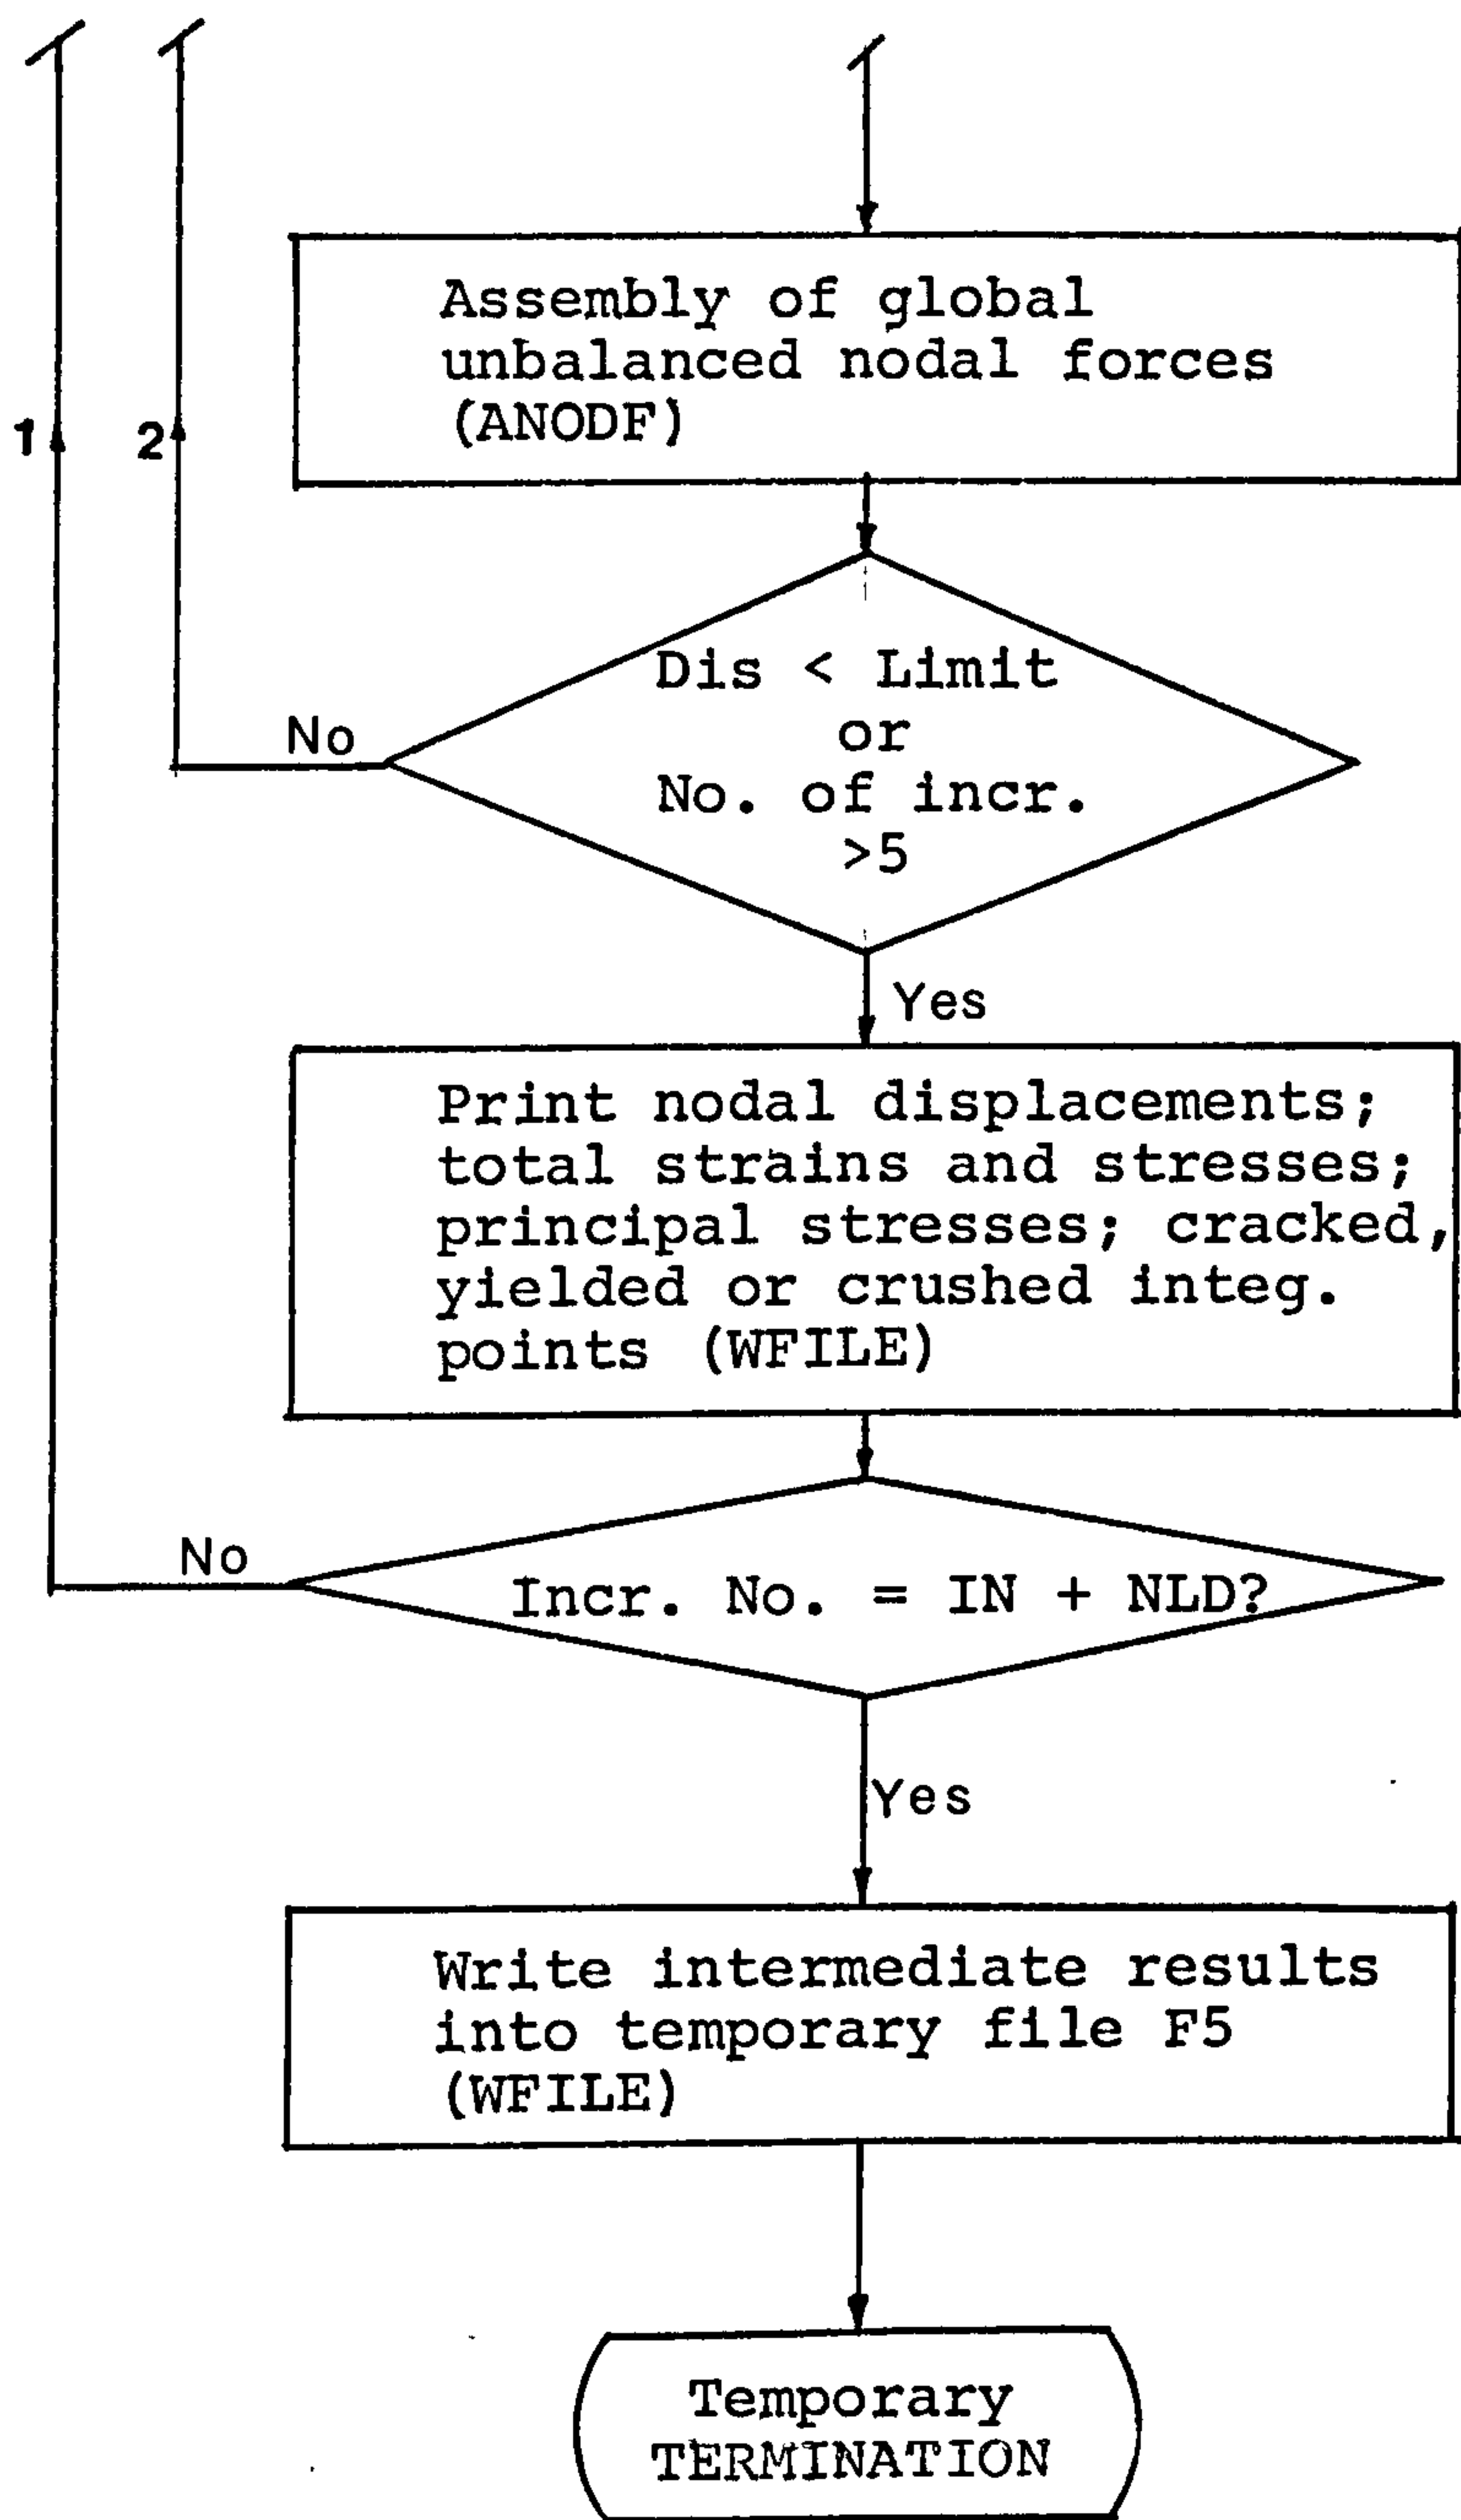 Assembly of global
unbalanced nodal forces
(ANODF)
1
2
Dis < Limit
or
No. of incr.
>5
No
Yes
Print nodal displacements;
total strains and stresses;
principal stresses; cracked,
yielded or crushed integ.
points (WFILE)
No
Incr. No. = IN + NLD?
Yes
Write intermediate results
into temporary file F5
(WFILE)
Temporary
TERMINATION